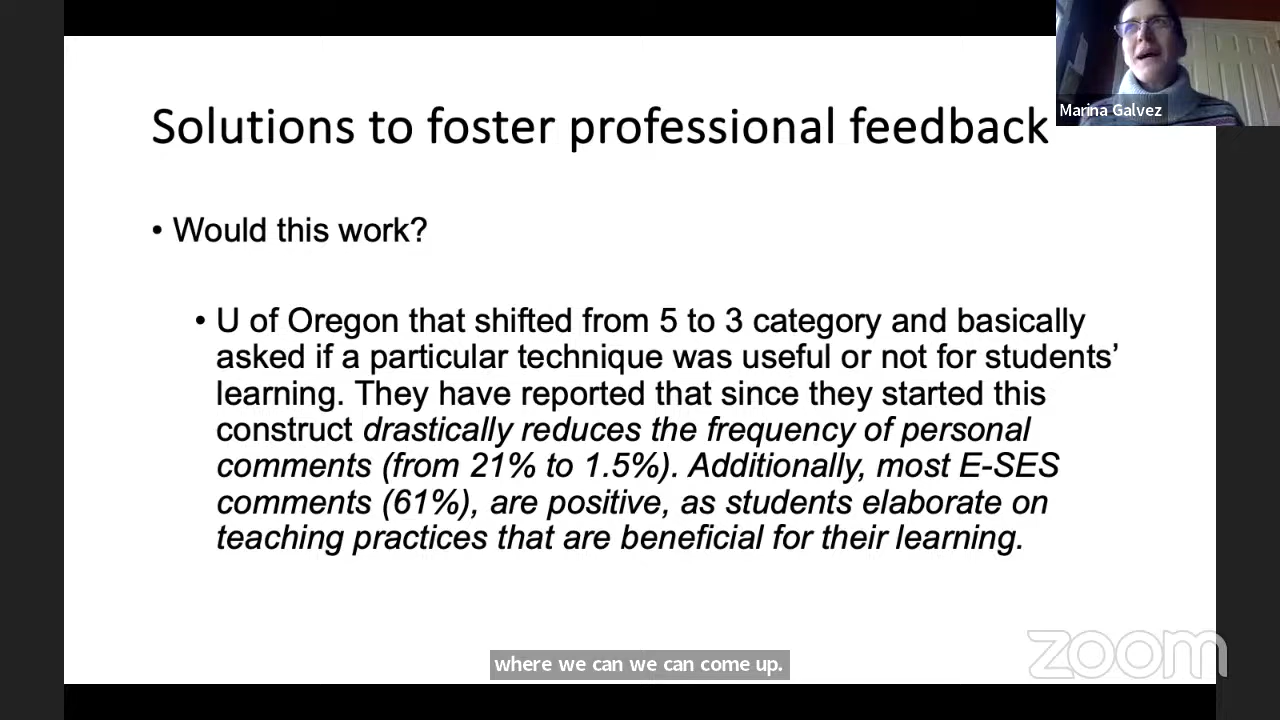 Solutions to foster professional feedback
Marina Galvez
• Would this work?
• U of Oregon that shifted from 5 to 3 category and basically
asked if a particular technique was useful or not for students’
learning. They have reported that since they started this
construct drastically reduces the frequency of personal
comments (from 21% to 1.5%). Additionally, most E-SES
comments (61%), are positive, as students elaborate on
teaching practices that are beneficial for their learning.
where we can we can come up.
zoom